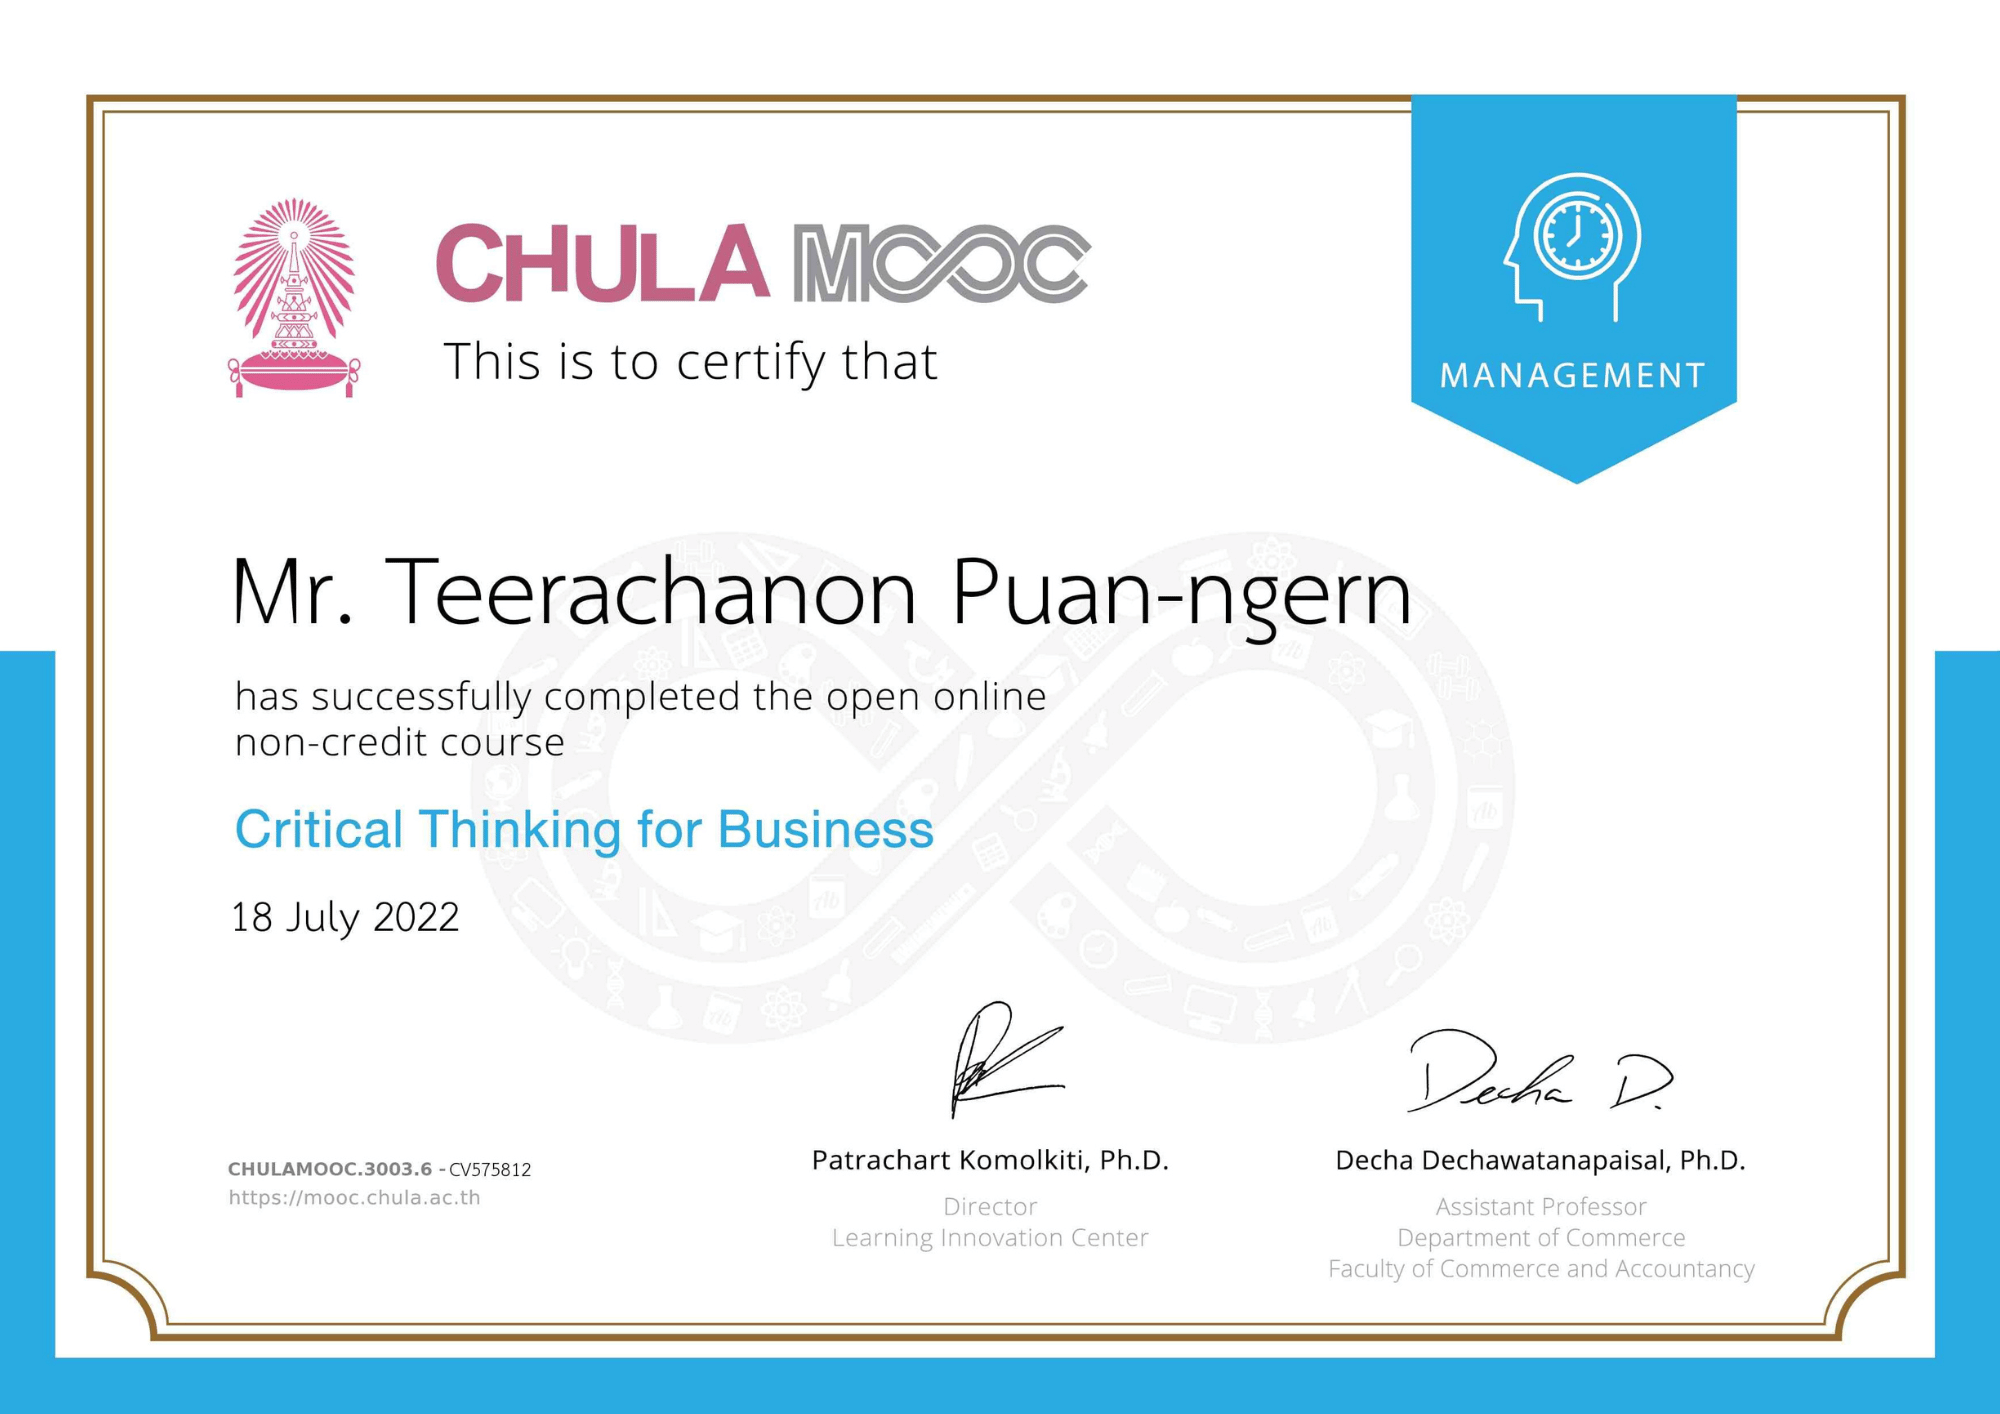 CHULA MOOC
This is to certify that
MANAGEMENT
Mr. Teerachanon Puan-ngern
has successfully completed the open online
non-credit course
Critical Thinking for Business
18 July 2022
Decha D.
Patrachart Komolkiti, Ph.D.
Director
Learning Innovation Center
Decha Dechawatanapaisal, Ph.D.
Assistant Professor
Department of Commerce
Faculty of Commerce and Accountancy
CHULAMOOC.3003.6 - CV575812
https://mooc.chula.ac.th